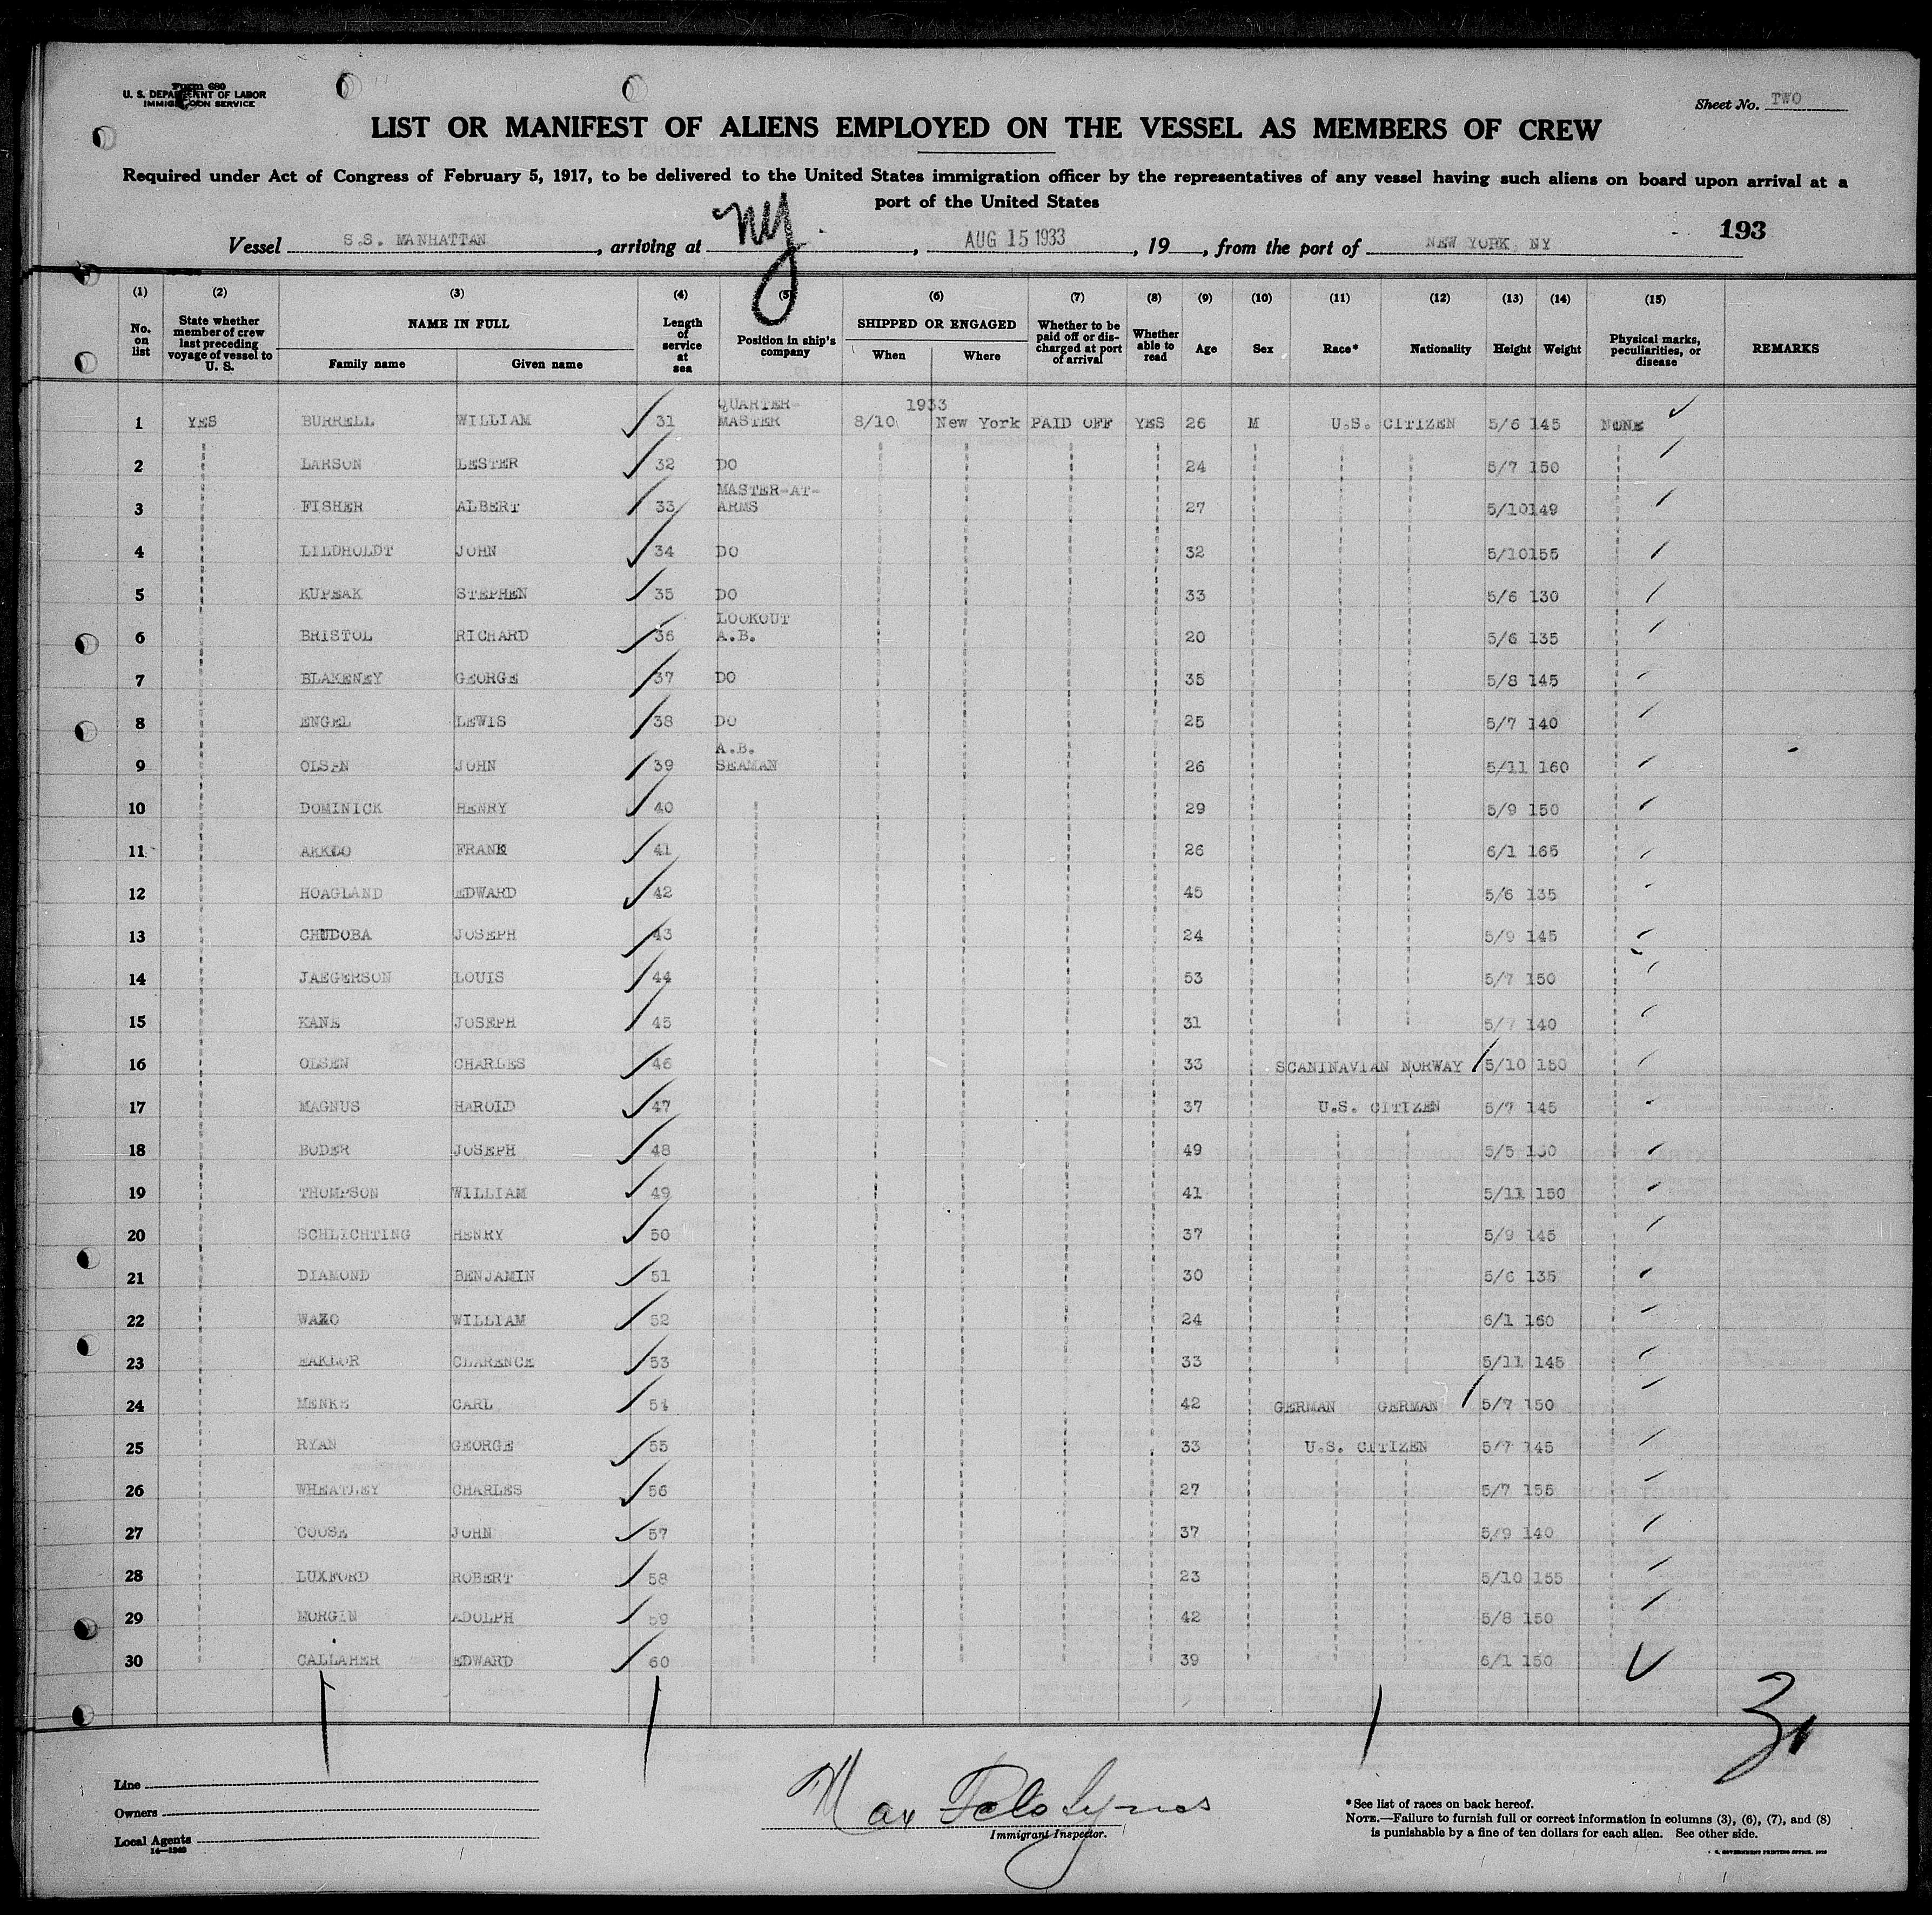 Form 680
U. S. DEPARTMENT OF LABOR
IMMIGRATION SERVICE
Sheet No. TWO
LIST OR MANIFEST OF ALIENS EMPLOYED ON THE VESSEL AS MEMBERS OF CREW
Required under Act of Congress of February 5, 1917, to be delivered to the United States immigration officer by the representatives of any vessel having such aliens on board upon arrival at a
port of the United States
193
Vessel S.S. MANHATTAN, arriving at NY, AUG 15 1933, 19, from the port of NEW YORK, NY
(1) (2) (3) (4) (5) (6) (7) (8) (9) (10) (11) (12) (13) (14) (15)
No. on list State whether member of crew last preceding voyage of vessel to U. S. NAME IN FULL Family name Given name Length of service at sea Position in ship's company SHIPPED OR ENGAGED When Where Whether to be paid off or discharged at port of arrival Whether able to read Age Sex Race* Nationality Height Weight Physical marks, peculiarities, or disease REMARKS
1 YES BURRELL WILLIAM 31 QUARTER-MASTER 1933 8/10 New York PAID OFF YES 26 M U.S. CITIZEN 5/6 145 NONE
2 LARSON LESTER 32 DO 24 5/7 150
3 FISHER ALBERT 33 MASTER-AT-ARMS 27 5/10 149
4 LILDHOLDT JOHN 34 DO 32 5/10 155
5 KUPEAK STEPHEN 35 DO 33 5/6 130
6 BRISTOL RICHARD 36 LOOKOUT A.B. 20 5/6 135
7 BLAKENEY GEORGE 37 DO 35 5/8 145
8 ENGEL LEWIS 38 DO 25 5/7 140
9 OLSEN JOHN 39 A.B. SEAMAN 26 5/11 160
10 DOMINICK HENRY 40 29 5/9 150
11 FRANK 41 26 6/1 165
12 HOAGLAND EDWARD 42 45 5/6 135
13 CHUDOBA JOSEPH 43 24 5/9 145
14 JAEGERSON LOUIS 44 53 5/7 150
15 KANE JOSEPH 45 31 5/7 140
16 OLSEN CHARLES 46 33 SCANINAVIAN NORWAY 5/10 150
17 MAGNUS HAROLD 47 37 U.S. CITIZEN 5/7 145
18 BODER JOSEPH 48 49 5/5
19 THOMPSON WILLIAM 49 41 5/11 150
20 SCHLICHTING HENRY 50 37 5/9 145
21 DIAMOND BENJAMIN 51 30 5/6 135
22 WILLIAM 52 24 6/1 160
23 CLARENCE 53 33 5/11 145
24 MENKE CARL 54 42 GERMAN GERMAN 5/7 150
25 RYAN GEORGE 55 33 U.S. CITIZEN 5/7 145
26 WHEATLEY CHARLES 56 27 5/7 155
27 COOSE JOHN 57 37 5/9 140
28 LUXFORD ROBERT 58 23 5/10 155
29 MORGIN ADOLPH 59 42 5/8 150
30 CALLAHER EDWARD 60 39 6/1 150
Line
Owners
Local Agents
14—1240
Max
Immigrant Inspector.
*See list of races on back hereof.
NOTE.—Failure to furnish full or correct information in columns (3), (6), (7), and (8)
is punishable by a fine of ten dollars for each alien. See other side.